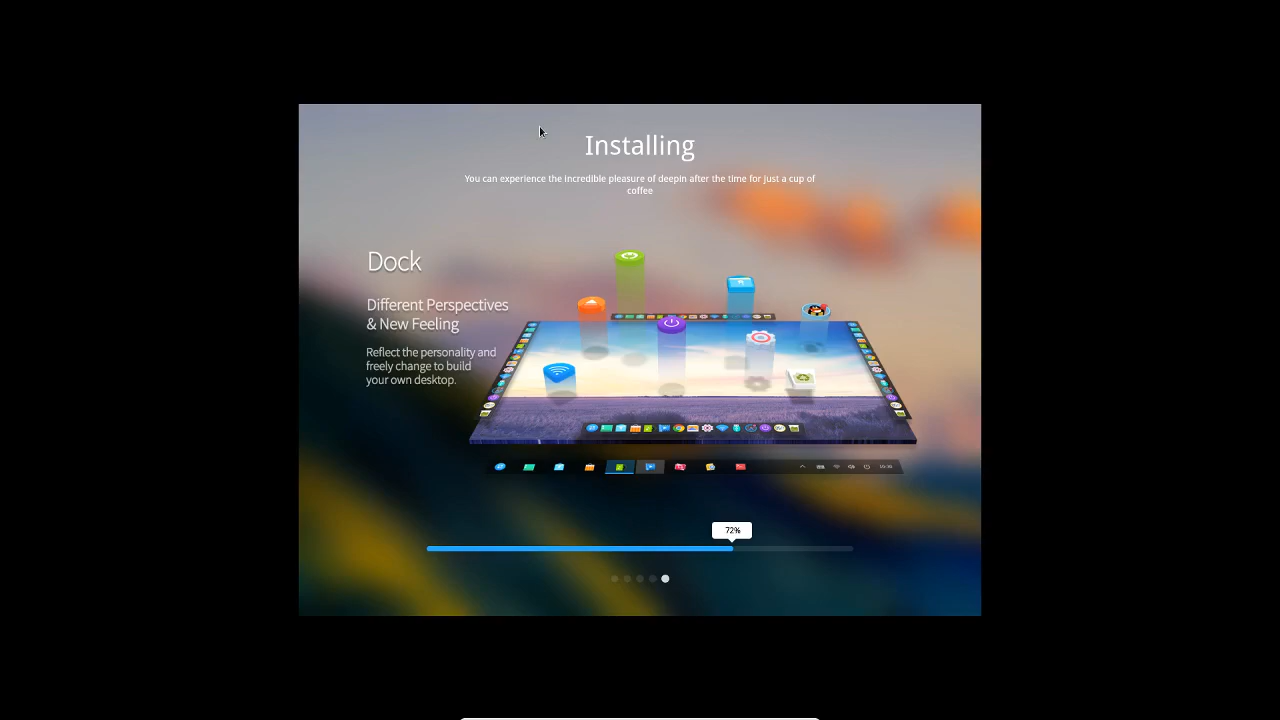 Installing
You can experience the incredible pleasure of deepin after the time for just a cup of
coffee
Dock
Different Perspectives
& New Feeling
Reflect the personality and
freely change to build
your own desktop.
72%